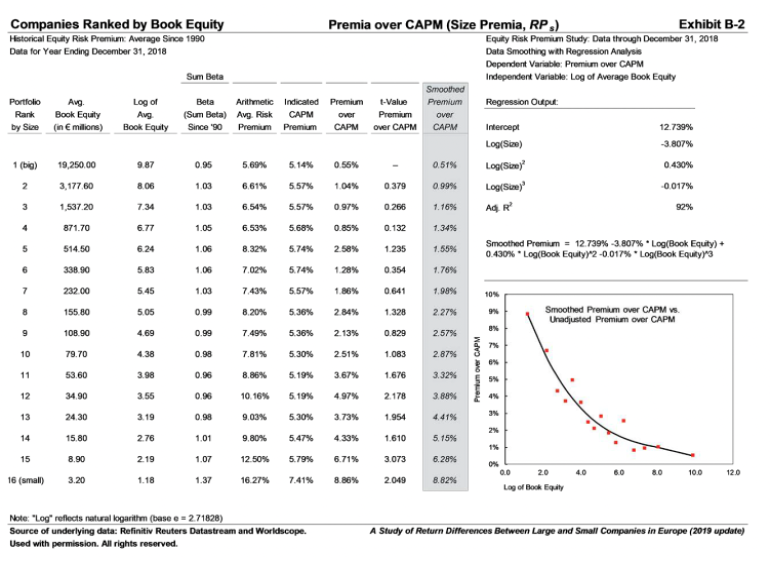 Companies Ranked by Book Equity Premia over CAPM (Size Premia, RPs) Exhibit B-2
Historical Equity Risk Premium: Average Since 1990
Data for Year Ending December 31, 2018
Equity Risk Premium Study: Data through December 31, 2018
Data Smoothing with Regression Analysis
Dependent Variable: Premium over CAPM
Independent Variable: Log of Average Book Equity
Sum Beta
Smoothed
Portfolio Avg. Log of Beta Arithmetic Indicated Premium t-Value Premium
Rank Book Equity Avg. (Sum Beta) Avg. Risk CAPM over Premium over
by Size (in € millions) Book Equity Since '90 Premium Premium CAPM over CAPM CAPM
1 (big) 19,250.00 9.87 0.95 5.69% 5.14% 0.55% – 0.51%
2 3,177.60 8.06 1.03 6.61% 5.57% 1.04% 0.379 0.99%
3 1,537.20 7.34 1.03 6.54% 5.57% 0.97% 0.266 1.16%
4 871.70 6.77 1.05 6.53% 5.68% 0.85% 0.132 1.34%
5 514.50 6.24 1.06 8.32% 5.74% 2.58% 1.235 1.55%
6 338.90 5.83 1.06 7.02% 5.74% 1.28% 0.354 1.76%
7 232.00 5.45 1.03 7.43% 5.57% 1.86% 0.641 1.98%
8 155.80 5.05 0.99 8.20% 5.36% 2.84% 1.328 2.27%
9 108.90 4.69 0.99 7.49% 5.36% 2.13% 0.829 2.57%
10 79.70 4.38 0.98 7.81% 5.30% 2.51% 1.083 2.87%
11 53.60 3.98 0.96 8.86% 5.19% 3.67% 1.676 3.32%
12 34.90 3.55 0.96 10.16% 5.19% 4.97% 2.178 3.88%
13 24.30 3.19 0.98 9.03% 5.30% 3.73% 1.954 4.41%
14 15.80 2.76 1.01 9.80% 5.47% 4.33% 1.610 5.15%
15 8.90 2.19 1.07 12.50% 5.79% 6.71% 3.073 6.28%
16 (small) 3.20 1.18 1.37 16.27% 7.41% 8.86% 2.049 8.82%
Regression Output:
Intercept 12.739%
Log(Size) -3.807%
Log(Size)² 0.430%
Log(Size)³ -0.017%
Adj. R² 92%
Smoothed Premium = 12.739% -3.807% * Log(Book Equity) +
0.430% * Log(Book Equity)^2 -0.017% * Log(Book Equity)^3
Smoothed Premium over CAPM vs.
Unadjusted Premium over CAPM
Premium over CAPM
10%
9%
8%
7%
6%
5%
4%
3%
2%
1%
0%
0.0 2.0 4.0 6.0 8.0 10.0 12.0
Log of Book Equity
Note: "Log" reflects natural logarithm (base e = 2.71828)
Source of underlying data: Refinitiv Reuters Datastream and Worldscope. A Study of Return Differences Between Large and Small Companies in Europe (2019 update)
Used with permission. All rights reserved.